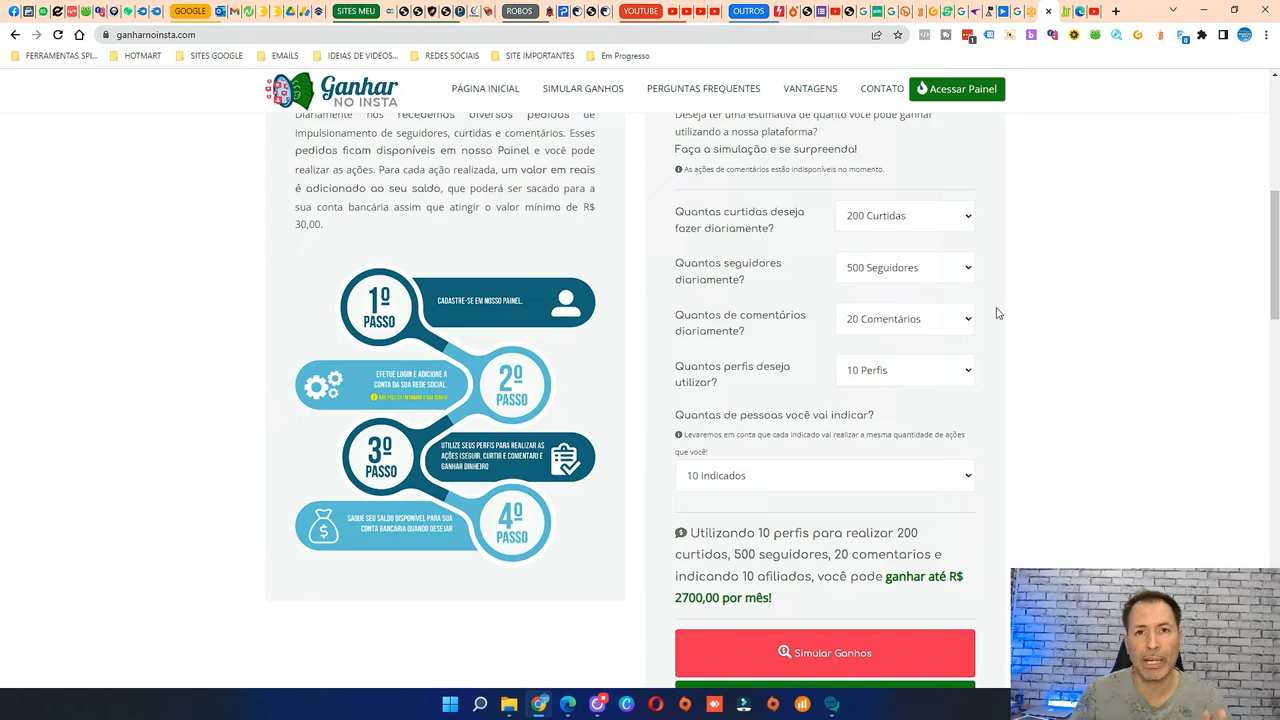 GOOGLE
SITES MEU
ROBOS
YOUTUBE
OUTROS
ganharnoinsta.com
FERRAMENTAS SPI...
HOTMART
SITES GOOGLE
EMAILS
IDEIAS DE VIDEOS...
REDES SOCIAIS
SITE IMPORTANTES
Em Progresso
Ganhar
NO INSTA
PÁGINA INICIAL
SIMULAR GANHOS
PERGUNTAS FREQUENTES
VANTAGENS
CONTATO
Acessar Painel
Diariamente nós recebemos diversos pedidos de
impulsionamento de seguidores, curtidas e comentários. Esses
pedidos ficam disponíveis em nosso Painel e você pode
realizar as ações. Para cada ação realizada, um valor em reais
é adicionado ao seu saldo, que poderá ser sacado para a
sua conta bancária assim que atingir o valor mínimo de R$
30,00.
1º
PASSO
CADASTRE-SE EM NOSSO PAINEL.
EFETUE LOGIN E ADICIONE A
CONTA DA SUA REDE SOCIAL.
2º
PASSO
3º
PASSO
UTILIZE SEUS PERFIS PARA REALIZAR AS
AÇÕES (SEGUIR, CURTIR E COMENTAR) E
GANHAR DINHEIRO
SAQUE SEU SALDO DISPONÍVEL PARA SUA
CONTA BANCÁRIA QUANDO DESEJAR
4º
PASSO
Deseja ter uma estimativa de quanto você pode ganhar
utilizando a nossa plataforma?
Faça a simulação e se surpreenda!
As ações de comentários estão indisponíveis no momento.
Quantas curtidas deseja
fazer diariamente?
200 Curtidas
Quantos seguidores
diariamente?
500 Seguidores
Quantos de comentários
diariamente?
20 Comentários
Quantos perfis deseja
utilizar?
10 Perfis
Quantas de pessoas você vai indicar?
Levaremos em conta que cada indicado vai realizar a mesma quantidade de ações
que você!
10 Indicados
Utilizando 10 perfis para realizar 200
curtidas, 500 seguidores, 20 comentarios e
indicando 10 afiliados, você pode ganhar até R$
2700,00 por mês!
Simular Ganhos